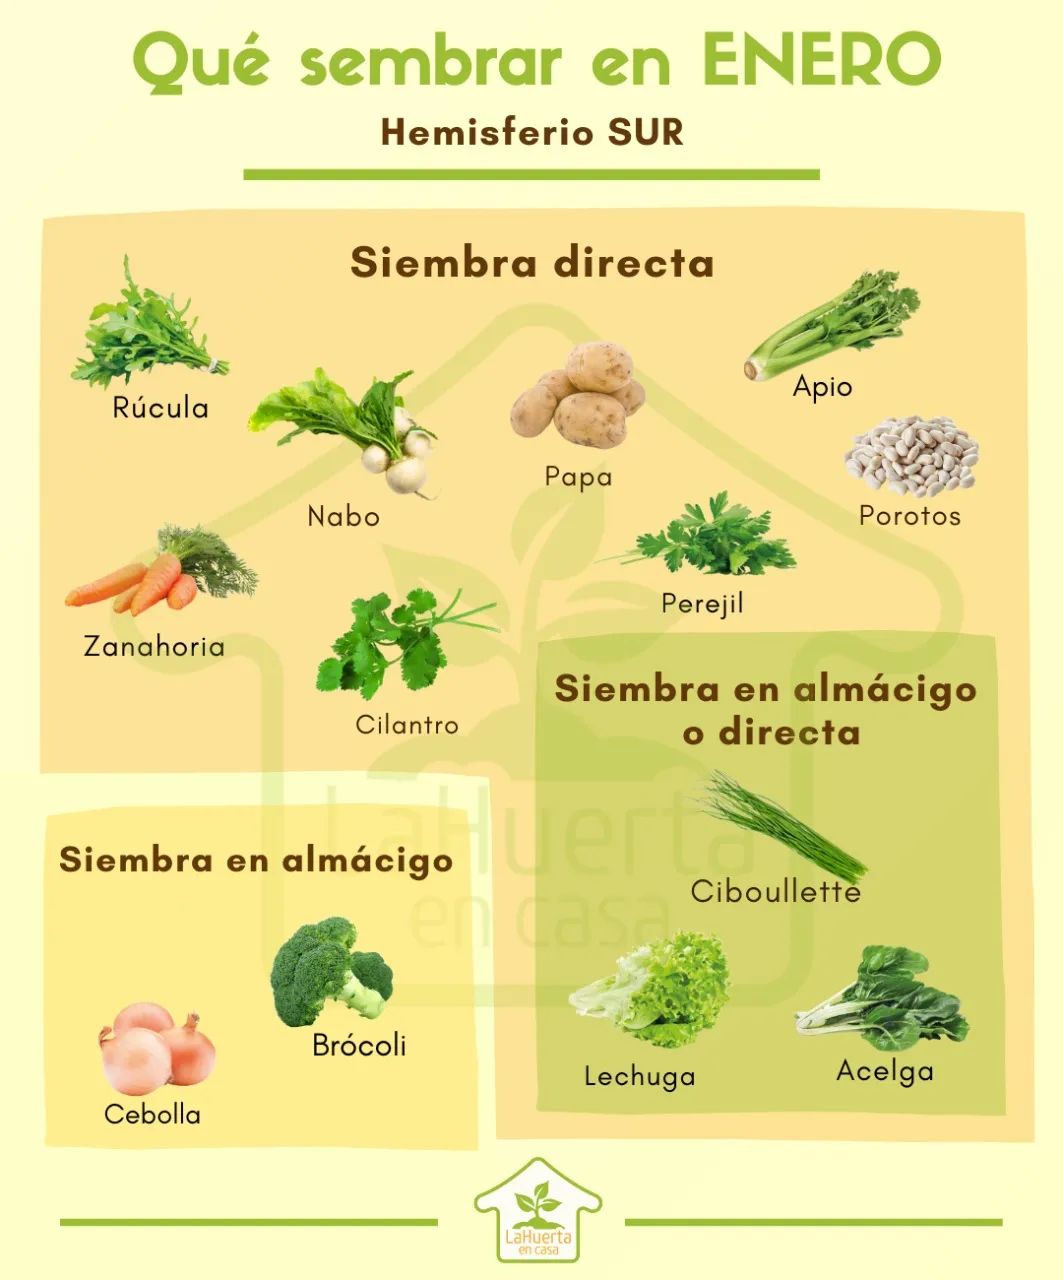 Qué sembrar en ENERO
Hemisferio SUR
Siembra directa
Rúcula
Nabo
Papa
Apio
Porotos
Zanahoria
Cilantro
Perejil
Siembra en almácigo
o directa
Ciboullette
Lechuga
Acelga
Siembra en almácigo
Brócoli
Cebolla
LaHuerta
en casa
LaHuerta
en casa